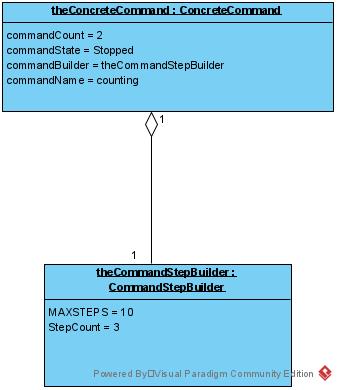 theConcreteCommand : ConcreteCommand
commandCount = 2
commandState = Stopped
commandBuilder = theCommandStepBuilder
commandName = counting
1
1
theCommandStepBuilder :
CommandStepBuilder
MAXSTEPS = 10
StepCount = 3
Powered By Visual Paradigm Community Edition